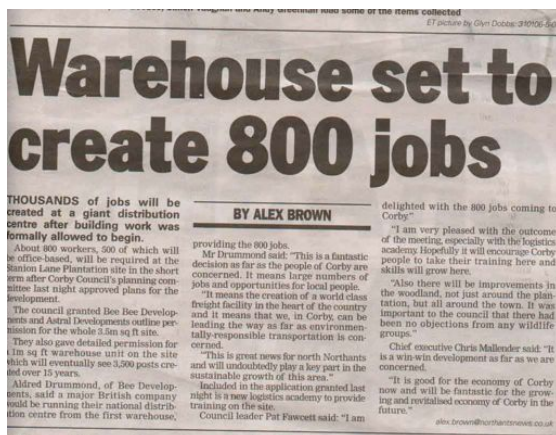 ET picture by Glyn Dobbs: 310106-5-
Warehouse set to
create 800 jobs
THOUSANDS of jobs will be
created at a giant distribution
centre after building work was
formally allowed to begin.
About 800 workers, 500 of which will
be office-based, will be required at the
Stanion Lane Plantation site in the short
term after Corby Council's planning com-
mittee last night approved plans for the
development.
The council granted Bee Bee Develop-
ments and Astral Developments outline per-
mission for the whole 3.5m sq ft site.
They also gave detailed permission for
a 1.1m sq ft warehouse unit on the site
which will eventually see 3,500 posts cre-
ated over 15 years.
Aldred Drummond, of Bee Develop-
ments, said a major British company
would be running their national distrib-
ution centre from the first warehouse,
BY ALEX BROWN
providing the 800 jobs.
Mr Drummond said: "This is a fantastic
decision as far as the people of Corby are
concerned. It means large numbers of
jobs and opportunities for local people.
"It means the creation of a world class
freight facility in the heart of the country
and it means that we, in Corby, can be
leading the way as far as environmen-
tally-responsible transportation is con-
cerned.
"This is great news for north Northants
and will undoubtedly play a key part in the
sustainable growth of this area."
Included in the application granted last
night is a new logistics academy to provide
training on the site.
Council leader Pat Fawcett said: "I am
delighted with the 800 jobs coming to
Corby."
"I am very pleased with the outcome
of the meeting, especially with the logistics
academy. Hopefully it will encourage Corby
people to take their training here and
skills will grow here.
"Also there will be improvements in
the woodland, not just around the plan-
tation, but all around the town. It was
important to the council that there had
been no objections from any wildlife
groups."
Chief executive Chris Mallender said: "It
is a win-win development as far as we are
concerned.
"It is good for the economy of Corby
now and will be fantastic for the grow-
ing and revitalised economy of Corby in the
future."
alex.brown@northantsnews.co.uk